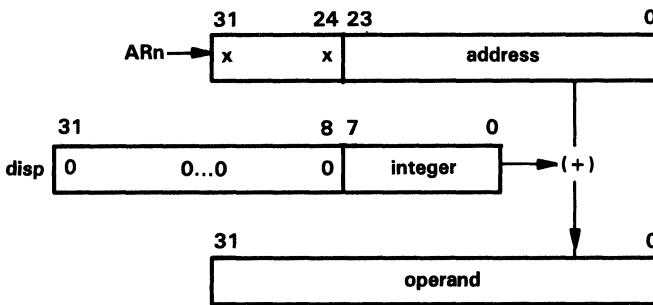 31 24 23 0
ARn x x address
31 8 7 0
disp 0 0...0 0 integer (+)
31 0
operand